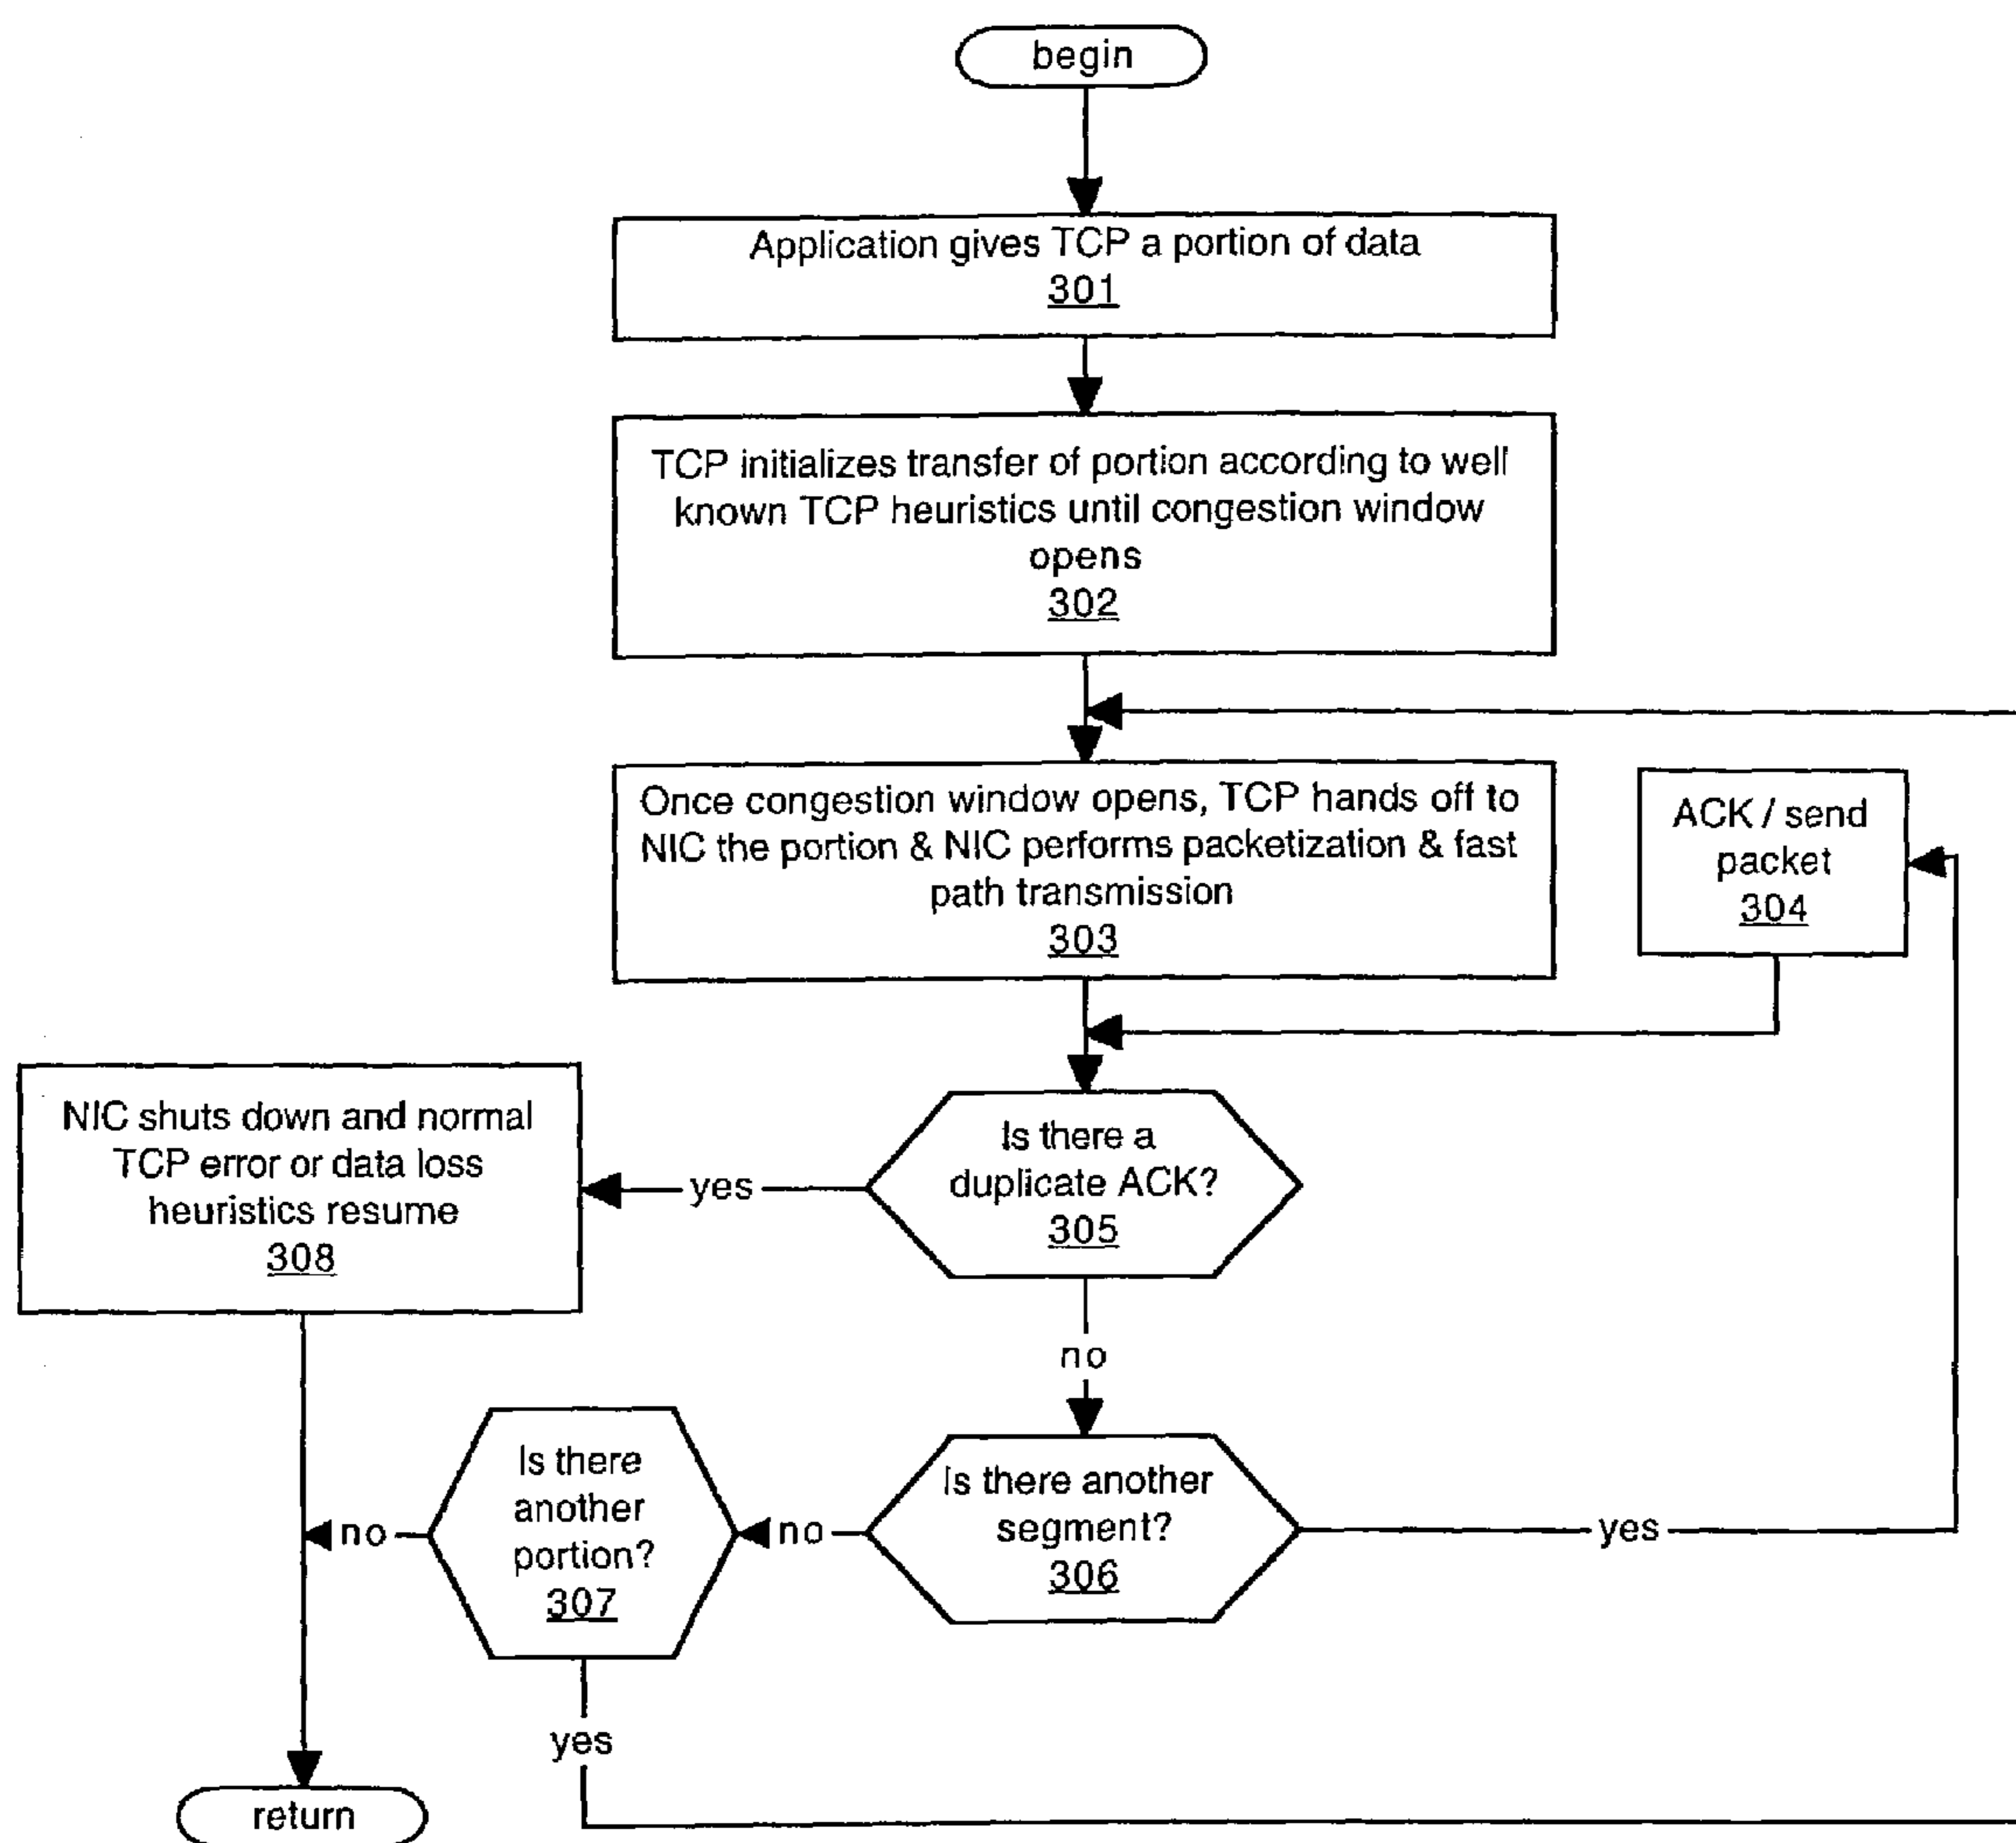 begin
Application gives TCP a portion of data
301
TCP initializes transfer of portion according to well
known TCP heuristics until congestion window
opens
302
Once congestion window opens, TCP hands off to
NIC the portion & NIC performs packetization & fast
path transmission
303
ACK / send
packet
304
NIC shuts down and normal
TCP error or data loss
heuristics resume
308
yes
Is there a
duplicate ACK?
305
no
Is there
another
portion?
307
no
no
Is there another
segment?
306
yes
yes
return